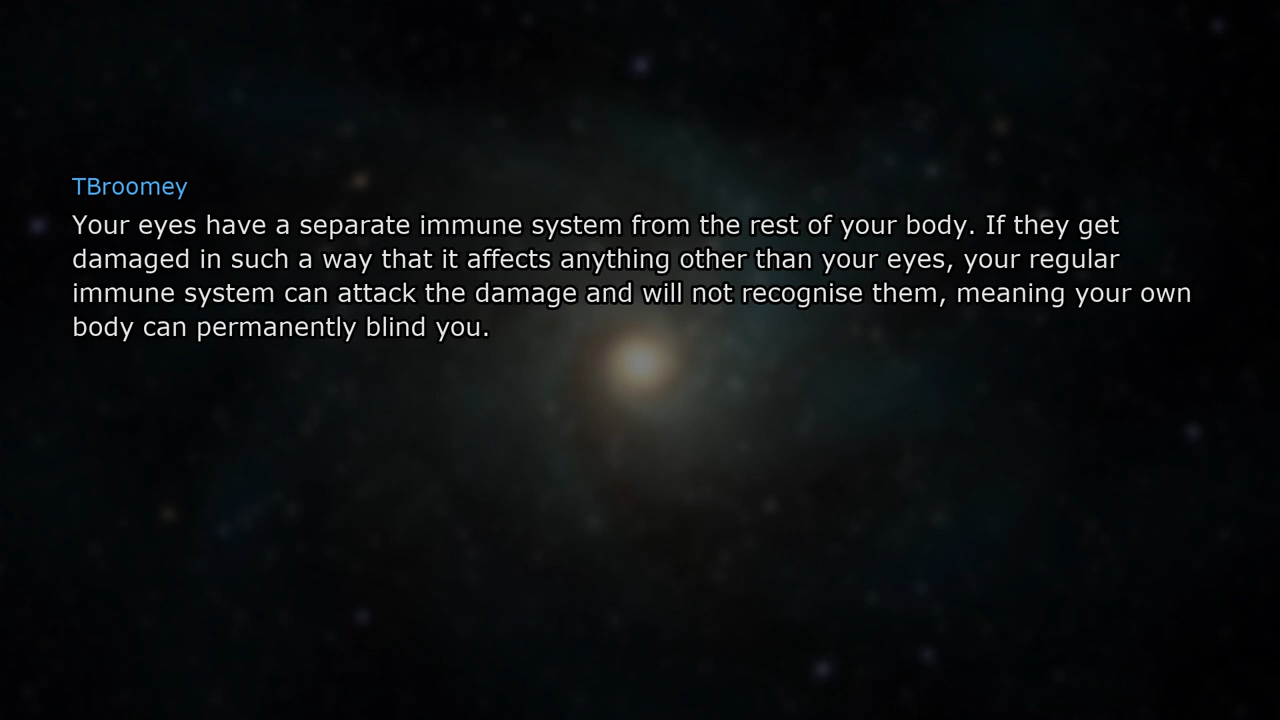 TBroomey
Your eyes have a separate immune system from the rest of your body. If they get
damaged in such a way that it affects anything other than your eyes, your regular
immune system can attack the damage and will not recognise them, meaning your own
body can permanently blind you.